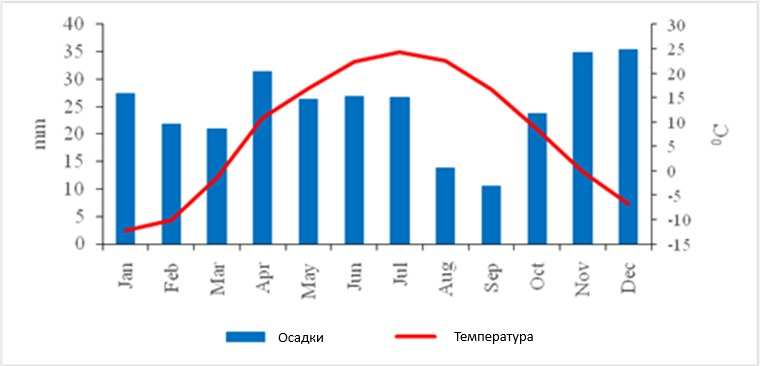 40
35
30
25
20
15
10
5
0
mm
30
25
20
15
10
5
0
-5
-10
-15
⁰C
Jan
Feb
Mar
Apr
May
Jun
Jul
Aug
Sep
Oct
Nov
Dec
Осадки
Температура